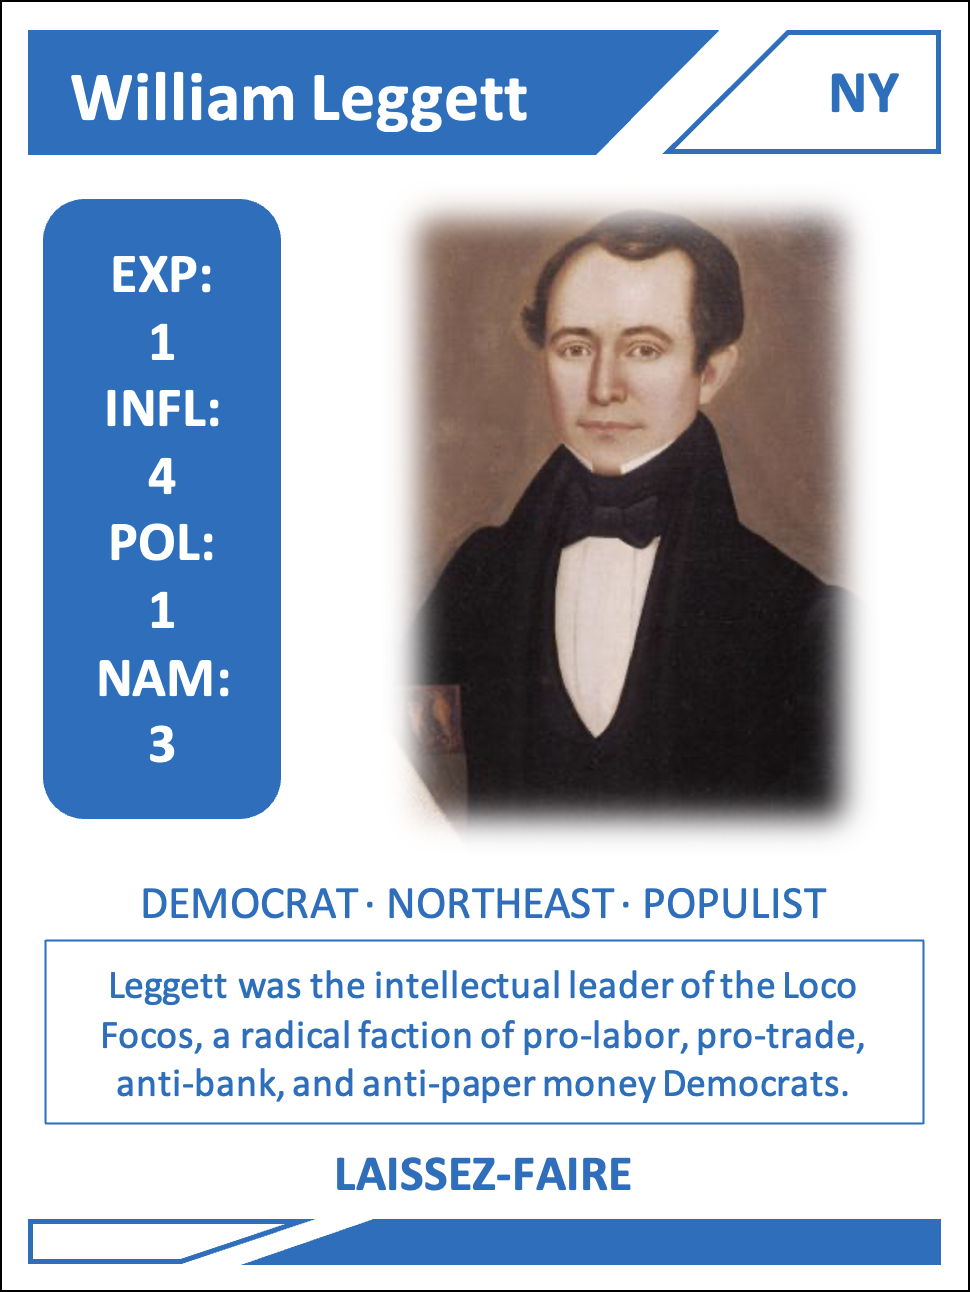 William Leggett
NY
EXP:
1
INFL:
4
POL:
1
NAM:
3
DEMOCRAT · NORTHEAST · POPULIST
Leggett was the intellectual leader of the Loco
Focos, a radical faction of pro-labor, pro-trade,
anti-bank, and anti-paper money Democrats.
LAISSEZ-FAIRE